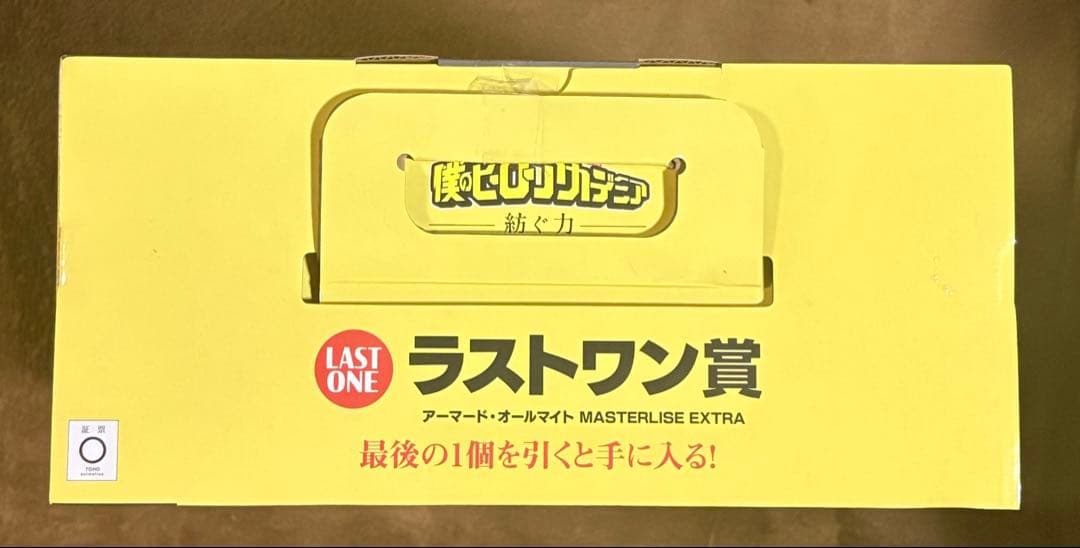 僕のヒーローアカデミア
紡ぐ力
LAST
ONE
ラストワン賞
アーマード・オールマイト MASTERLISE EXTRA
最後の1個を引くと手に入る!
証票
TOHO
animation